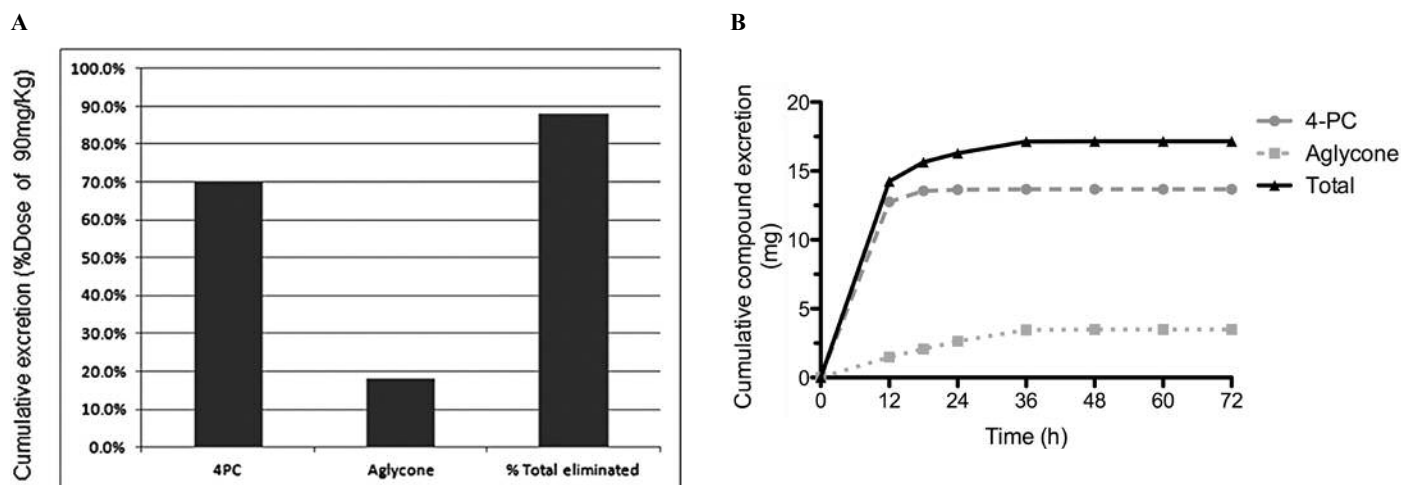 A
Cumulative excretion (%Dose of 90mg/Kg)
100.0%
90.0%
80.0%
70.0%
60.0%
50.0%
40.0%
30.0%
20.0%
10.0%
0.0%
4PC
Aglycone
% Total eliminated
B
Cumulative compound excretion
(mg)
20
15
10
5
0
0
12
24
36
48
60
72
Time (h)
4-PC
Aglycone
Total